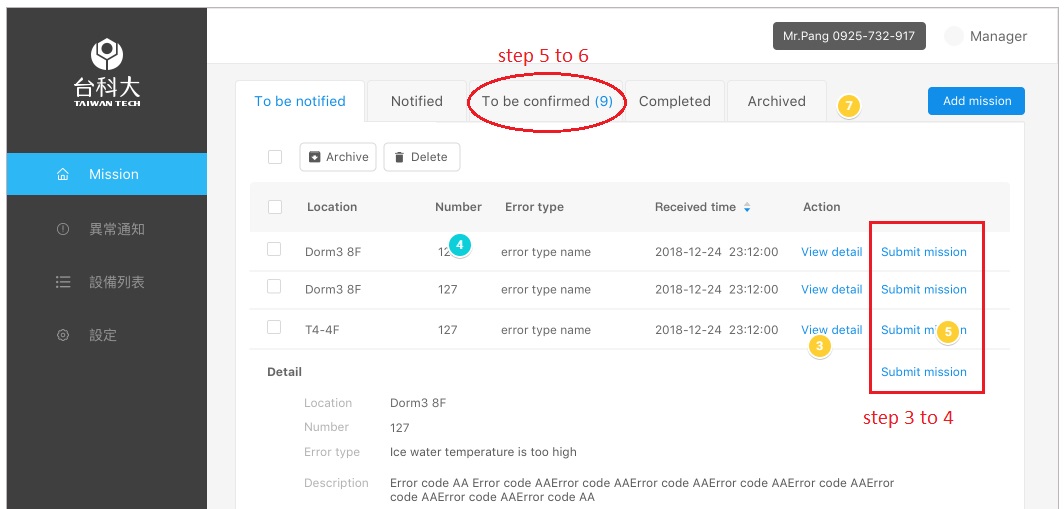 Mr.Pang 0925-732-917
Manager
台科大
TAIWAN TECH
step 5 to 6
To be notified
Notified
To be confirmed (9)
Completed
Archived
7
Add mission
Mission
異常通知
設備列表
設定
Archive
Delete
Location Number Error type Received time Action
Dorm3 8F 4 error type name 2018-12-24 23:12:00 View detail Submit mission
Dorm3 8F 127 error type name 2018-12-24 23:12:00 View detail Submit mission
T4-4F 127 error type name 2018-12-24 23:12:00 View detail Submit 5
3
Detail Submit mission
step 3 to 4
Location Dorm3 8F
Number 127
Error type Ice water temperature is too high
Description Error code AA Error code AAError code AAError code AAError code AAError code AAError
code AAError code AAError code AA